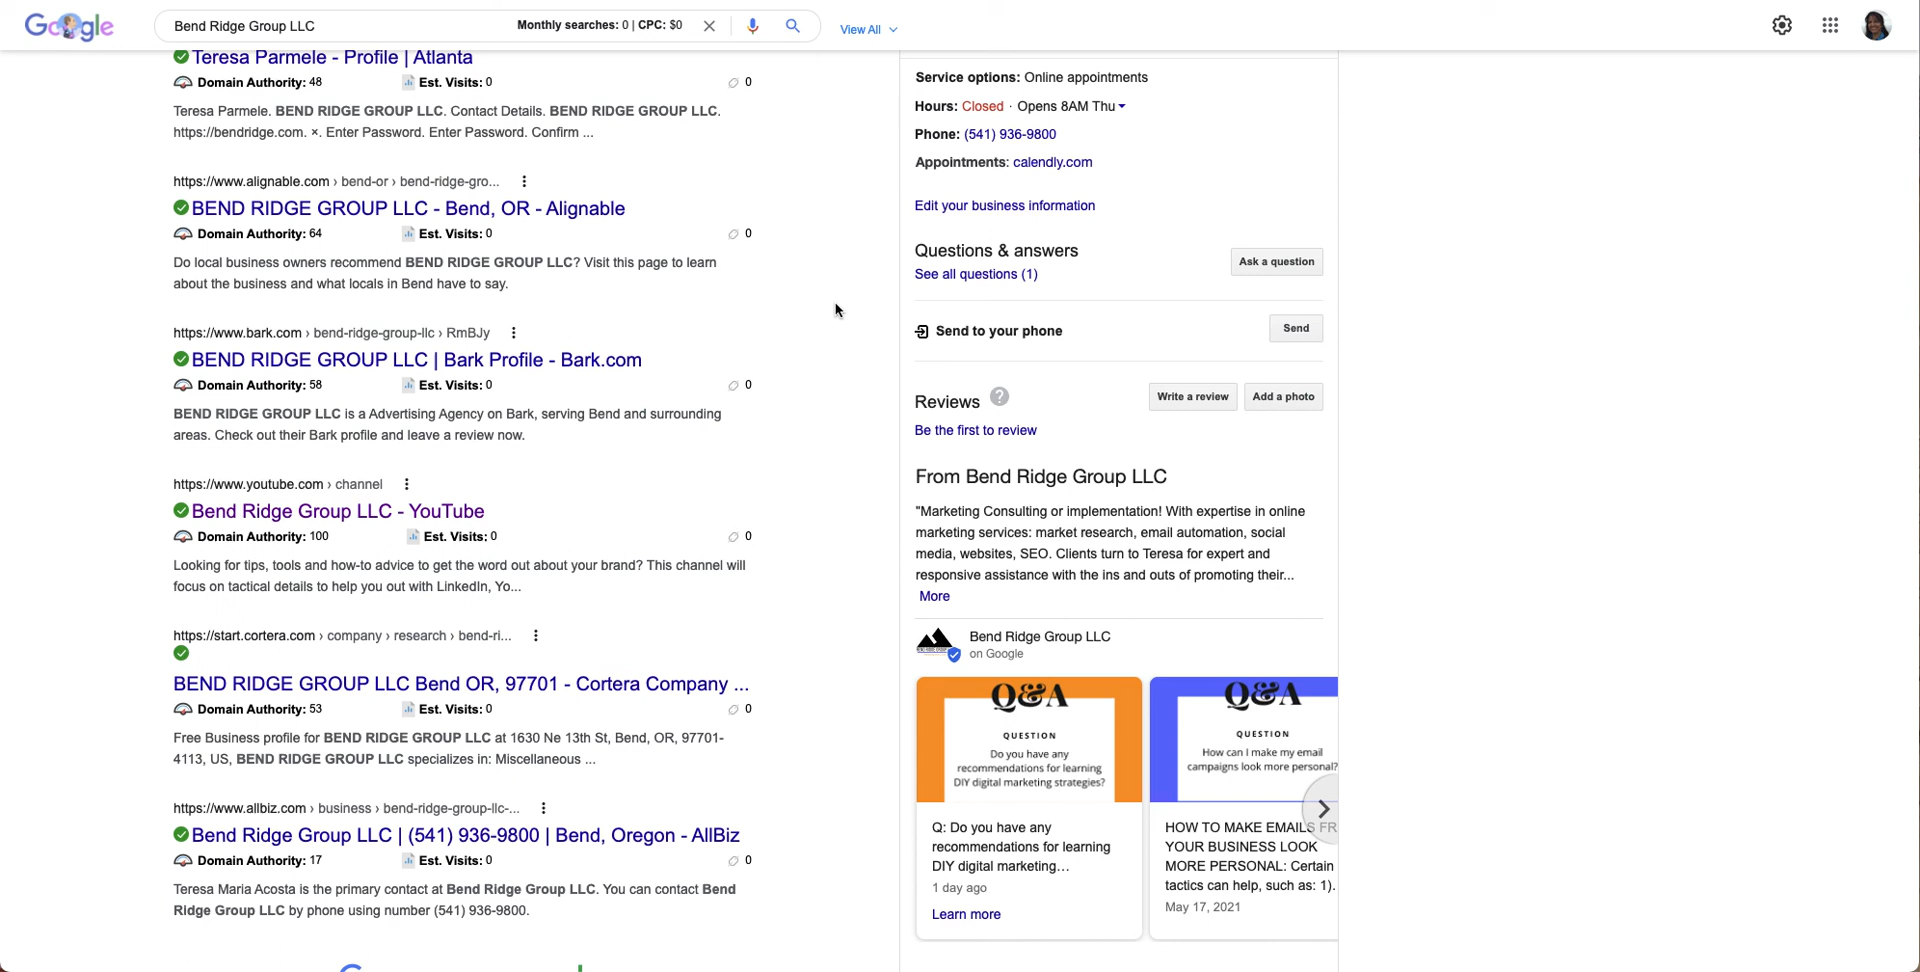 Google
Bend Ridge Group LLC
Monthly searches: 0 | CPC: $0
View All
Teresa Parmele - Profile | Atlanta
Domain Authority: 48 Est. Visits: 0 0
Teresa Parmele. BEND RIDGE GROUP LLC. Contact Details. BEND RIDGE GROUP LLC.
https://bendridge.com. ×. Enter Password. Enter Password. Confirm ...
https://www.alignable.com › bend-or › bend-ridge-gro...
BEND RIDGE GROUP LLC - Bend, OR - Alignable
Domain Authority: 64 Est. Visits: 0 0
Do local business owners recommend BEND RIDGE GROUP LLC? Visit this page to learn
about the business and what locals in Bend have to say.
https://www.bark.com › bend-ridge-group-llc › RmBJy
BEND RIDGE GROUP LLC | Bark Profile - Bark.com
Domain Authority: 58 Est. Visits: 0 0
BEND RIDGE GROUP LLC is a Advertising Agency on Bark, serving Bend and surrounding
areas. Check out their Bark profile and leave a review now.
https://www.youtube.com › channel
Bend Ridge Group LLC - YouTube
Domain Authority: 100 Est. Visits: 0 0
Looking for tips, tools and how-to advice to get the word out about your brand? This channel will
focus on tactical details to help you out with LinkedIn, Yo...
https://start.cortera.com › company › research › bend-ri...
BEND RIDGE GROUP LLC Bend OR, 97701 - Cortera Company ...
Domain Authority: 53 Est. Visits: 0 0
Free Business profile for BEND RIDGE GROUP LLC at 1630 Ne 13th St, Bend, OR, 97701-
4113, US, BEND RIDGE GROUP LLC specializes in: Miscellaneous ...
https://www.allbiz.com › business › bend-ridge-group-llc-...
Bend Ridge Group LLC | (541) 936-9800 | Bend, Oregon - AllBiz
Domain Authority: 17 Est. Visits: 0 0
Teresa Maria Acosta is the primary contact at Bend Ridge Group LLC. You can contact Bend
Ridge Group LLC by phone using number (541) 936-9800.
Service options: Online appointments
Hours: Closed · Opens 8AM Thu
Phone: (541) 936-9800
Appointments: calendly.com
Edit your business information
Questions & answers
See all questions (1)
Ask a question
Send to your phone
Send
Reviews ?
Write a review
Add a photo
Be the first to review
From Bend Ridge Group LLC
"Marketing Consulting or implementation! With expertise in online
marketing services: market research, email automation, social
media, websites, SEO. Clients turn to Teresa for expert and
responsive assistance with the ins and outs of promoting their...
More
Bend Ridge Group LLC
on Google
Q&A
QUESTION
Do you have any
recommendations for learning
DIY digital marketing strategies?
Q: Do you have any
recommendations for learning
DIY digital marketing...
1 day ago
Learn more
Q&A
QUESTION
How can I make my email
campaigns look more personal?
HOW TO MAKE EMAILS FR
YOUR BUSINESS LOOK
MORE PERSONAL: Certain
tactics can help, such as: 1).
May 17, 2021